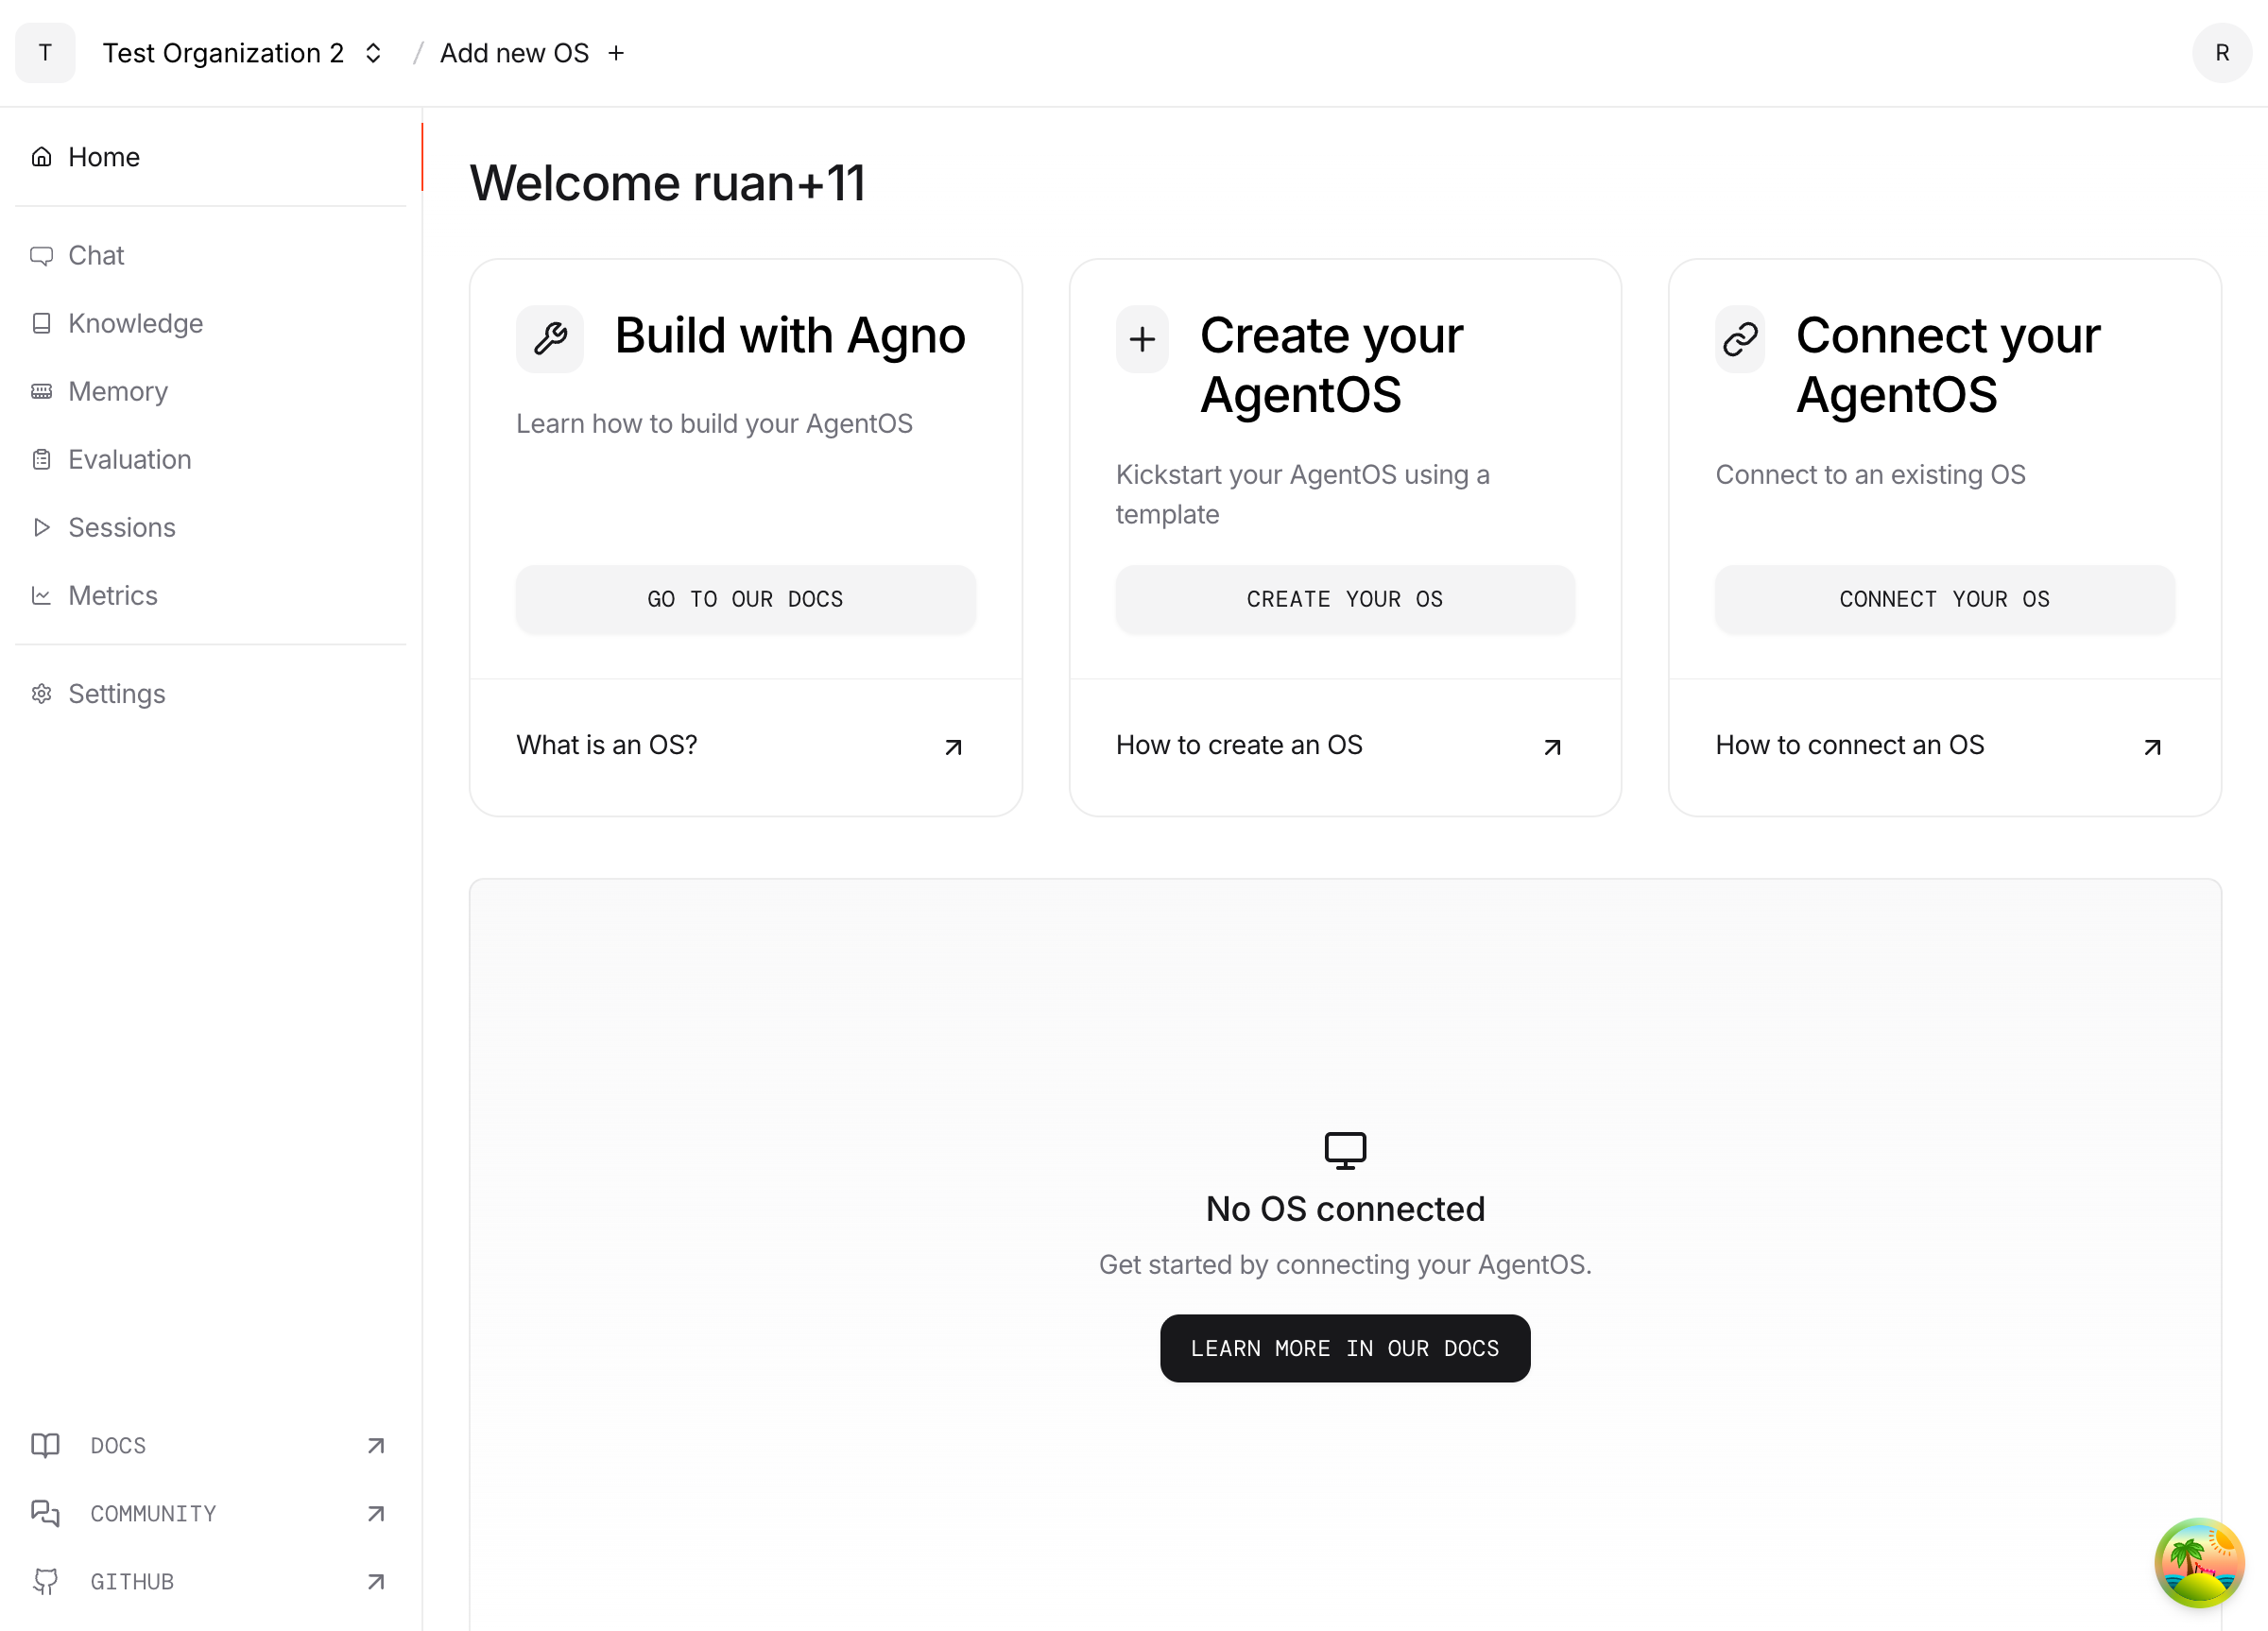 T
Test Organization 2
/
Add new OS +
R
Home
Chat
Knowledge
Memory
Evaluation
Sessions
Metrics
Settings
DOCS
COMMUNITY
GITHUB
Welcome ruan+11
Build with Agno
Learn how to build your AgentOS
GO TO OUR DOCS
What is an OS?
Create your
AgentOS
Kickstart your AgentOS using a
template
CREATE YOUR OS
How to create an OS
Connect your
AgentOS
Connect to an existing OS
CONNECT YOUR OS
How to connect an OS
No OS connected
Get started by connecting your AgentOS.
LEARN MORE IN OUR DOCS